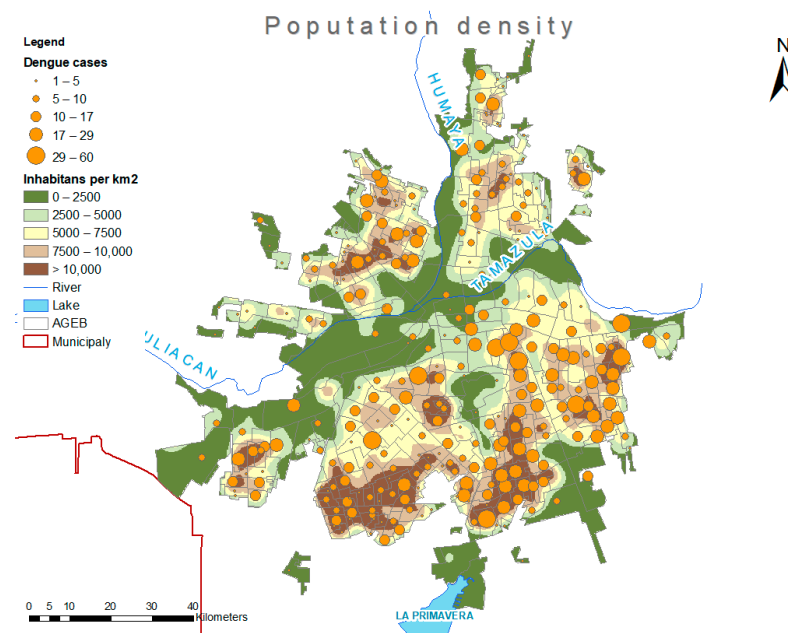 Population density
N
Legend
Dengue cases
1 – 5
5 – 10
10 – 17
17 – 29
29 – 60
Inhabitans per km2
0 – 2500
2500 – 5000
5000 – 7500
7500 – 10,000
> 10,000
River
Lake
AGEB
Municipaly
HUMAYA
TAMAZULA
ULIACAN
0 5 10 20 30 40
Kilometers
LA PRIMAVERA